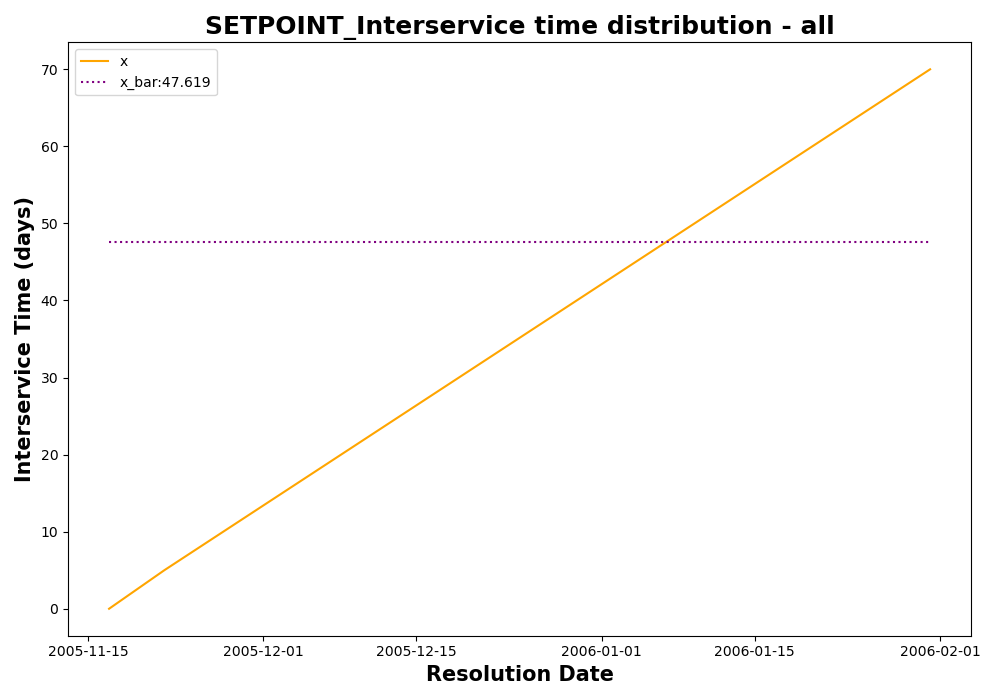 SETPOINT_Interservice time distribution - all
x
x_bar:47.619
Interservice Time (days)
70
60
50
40
30
20
10
0
2005-11-15
2005-12-01
2005-12-15
2006-01-01
2006-01-15
2006-02-01
Resolution Date